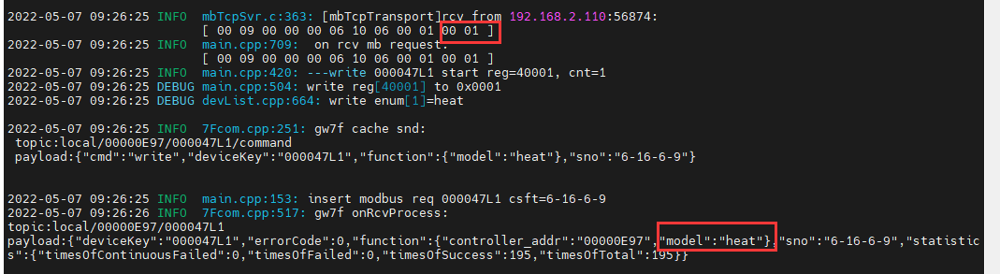 2022-05-07 09:26:25 INFO mbTcpSvr.c:363: [mbTcpTransport]rcv from 192.168.2.110:56874:
[ 00 09 00 00 00 06 10 06 00 01 00 01 ]
2022-05-07 09:26:25 INFO main.cpp:709: on rcv mb request:
[ 00 09 00 00 00 06 10 06 00 01 00 01 ]
2022-05-07 09:26:25 INFO main.cpp:420: ---write 000047L1 start reg=40001, cnt=1
2022-05-07 09:26:25 DEBUG main.cpp:504: write reg[40001] to 0x0001
2022-05-07 09:26:25 DEBUG devList.cpp:664: write enum[1]=heat
2022-05-07 09:26:25 INFO 7Fcom.cpp:251: gw7f cache snd:
topic:local/00000E97/000047L1/command
payload:{"cmd":"write","deviceKey":"000047L1","function":{"model":"heat"},"sno":"6-16-6-9"}
2022-05-07 09:26:25 INFO main.cpp:153: insert modbus req 000047L1 csft=6-16-6-9
2022-05-07 09:26:26 INFO 7Fcom.cpp:517: gw7f onRcvProcess:
topic:local/00000E97/000047L1
payload:{"deviceKey":"000047L1","errorCode":0,"function":{"controller_addr":"00000E97","model":"heat"},"sno":"6-16-6-9","statistic
s":{"timesOfContinuousFailed":0,"timesOfFailed":0,"timesOfSuccess":195,"timesOfTotal":195}}